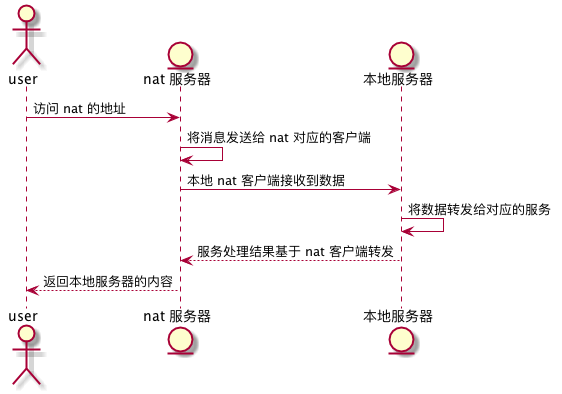 user
nat 服务器
本地服务器
访问 nat 的地址
将消息发送给 nat 对应的客户端
本地 nat 客户端接收到数据
将数据转发给对应的服务
服务处理结果基于 nat 客户端转发
返回本地服务器的内容
user
nat 服务器
本地服务器